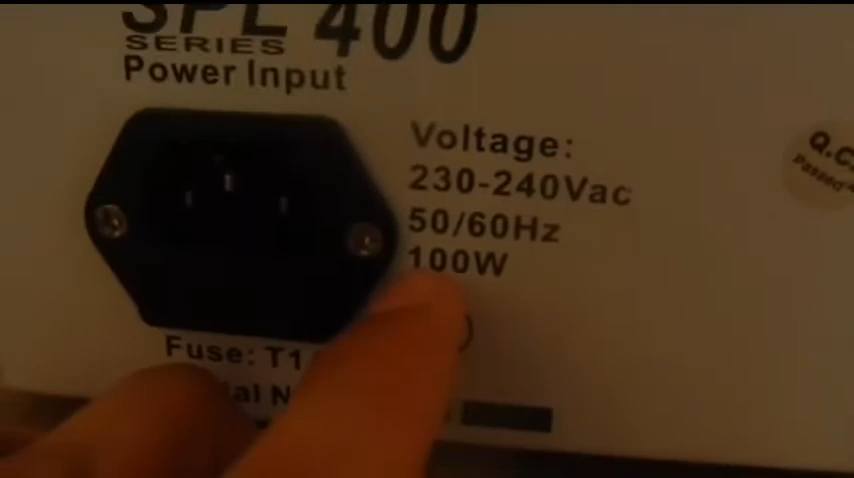 SPL 400
SERIES
Power Input
Voltage:
230-240Vac
50/60Hz
100W
Q.C.
Passed
Fuse: T1